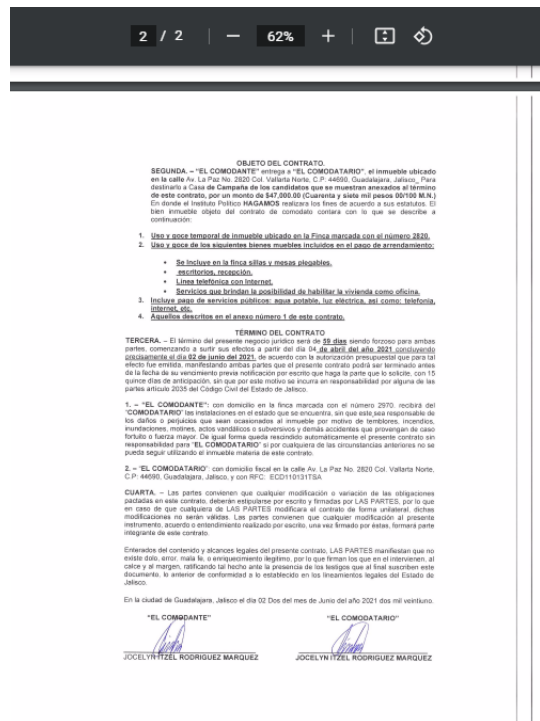 2 / 2 | — 62% + |
OBJETO DEL CONTRATO.
SEGUNDA. – "EL COMODANTE" entrega a "EL COMODATARIO", el inmueble ubicado
en la calle Av. La Paz No. 2820 Col. Vallarta Norte, C.P: 44690, Guadalajara, Jalisco_ Para
destinarlo a Casa de Campaña de los candidatos que se muestran anexados al término
de este contrato, por un monto de $47,000.00 (Cuarenta y siete mil pesos 00/100 M.N.)
En donde el Instituto Político HAGAMOS realizara los fines de acuerdo a sus estatutos. El
bien inmueble objeto del contrato de comodato contara con lo que se describe a
continuación:
1. Uso y goce temporal de inmueble ubicado en la Finca marcada con el número 2820.
2. Uso y goce de los siguientes bienes muebles incluidos en el pago de arrendamiento:
• Se Incluye en la finca sillas y mesas plegables.
• escritorios, recepción.
• Línea telefónica con Internet.
• Servicios que brindan la posibilidad de habilitar la vivienda como oficina.
3. Incluye pago de servicios públicos: agua potable, luz eléctrica, así como: telefonía,
internet, etc.
4. Aquellos descritos en el anexo número 1 de este contrato.
TÉRMINO DEL CONTRATO
TERCERA. – El término del presente negocio jurídico será de 59 días siendo forzoso para ambas
partes, comenzando a surtir sus efectos a partir del día 04 de abril del año 2021 concluyendo
precisamente el día 02 de junio del 2021, de acuerdo con la autorización presupuestal que para tal
efecto fue emitida, manifestando ambas partes que el presente contrato podrá ser terminado antes
de la fecha de su vencimiento previa notificación por escrito que haga la parte que lo solicite, con 15
quince días de anticipación, sin que por este motivo se incurra en responsabilidad por alguna de las
partes artículo 2035 del Código Civil del Estado de Jalisco.
1. – "EL COMODANTE": con domicilio en la finca marcada con el número 2970. recibirá del
"COMODATARIO" las instalaciones en el estado que se encuentra, sin que este sea responsable de
los daños o perjuicios que sean ocasionados al inmueble por motivo de temblores, incendios,
inundaciones, motines, actos vandálicos o subversivos y demás accidentes que provengan de caso
fortuito o fuerza mayor. De igual forma queda rescindido automáticamente el presente contrato sin
responsabilidad para "EL COMODATARIO" si por cualquiera de las circunstancias anteriores no se
pueda seguir utilizando el inmueble materia de este contrato.
2. – "EL COMODATARIO": con domicilio fiscal en la calle Av. La Paz No. 2820 Col. Vallarta Norte,
C.P: 44690, Guadalajara, Jalisco, y con RFC: ECD110131TSA
CUARTA. – Las partes convienen que cualquier modificación o variación de las obligaciones
pactadas en este contrato, deberán estipularse por escrito y firmadas por LAS PARTES, por lo que
en caso de que cualquiera de LAS PARTES modificara el contrato de forma unilateral, dichas
modificaciones no serán válidas. Las partes convienen que cualquier modificación al presente
instrumento, acuerdo o entendimiento realizado por escrito, una vez firmado por éstas, formará parte
integrante de este contrato.
Enterados del contenido y alcances legales del presente contrato, LAS PARTES manifiestan que no
existe dolo, error, mala fe, o enriquecimiento ilegítimo, por lo que firman los que en el intervienen, al
calce y al margen, ratificando tal hecho ante la presencia de los testigos que al final suscriben este
documento, lo anterior de conformidad a lo establecido en los lineamientos legales del Estado de
Jalisco.
En la ciudad de Guadalajara, Jalisco el día 02 Dos del mes de Junio del año 2021 dos mil veintiuno.
"EL COMODANTE" "EL COMODATARIO"
JOCELYN ITZEL RODRIGUEZ MARQUEZ JOCELYN ITZEL RODRIGUEZ MARQUEZ